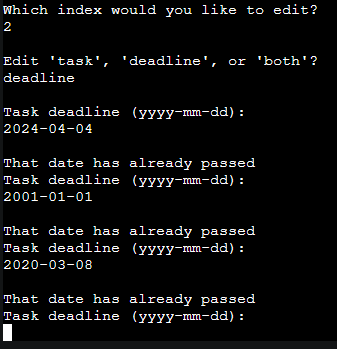 Which index would you like to edit?
2
Edit 'task', 'deadline', or 'both'?
deadline
Task deadline (yyyy-mm-dd):
2024-04-04
That date has already passed
Task deadline (yyyy-mm-dd):
2001-01-01
That date has already passed
Task deadline (yyyy-mm-dd):
2020-03-08
That date has already passed
Task deadline (yyyy-mm-dd):